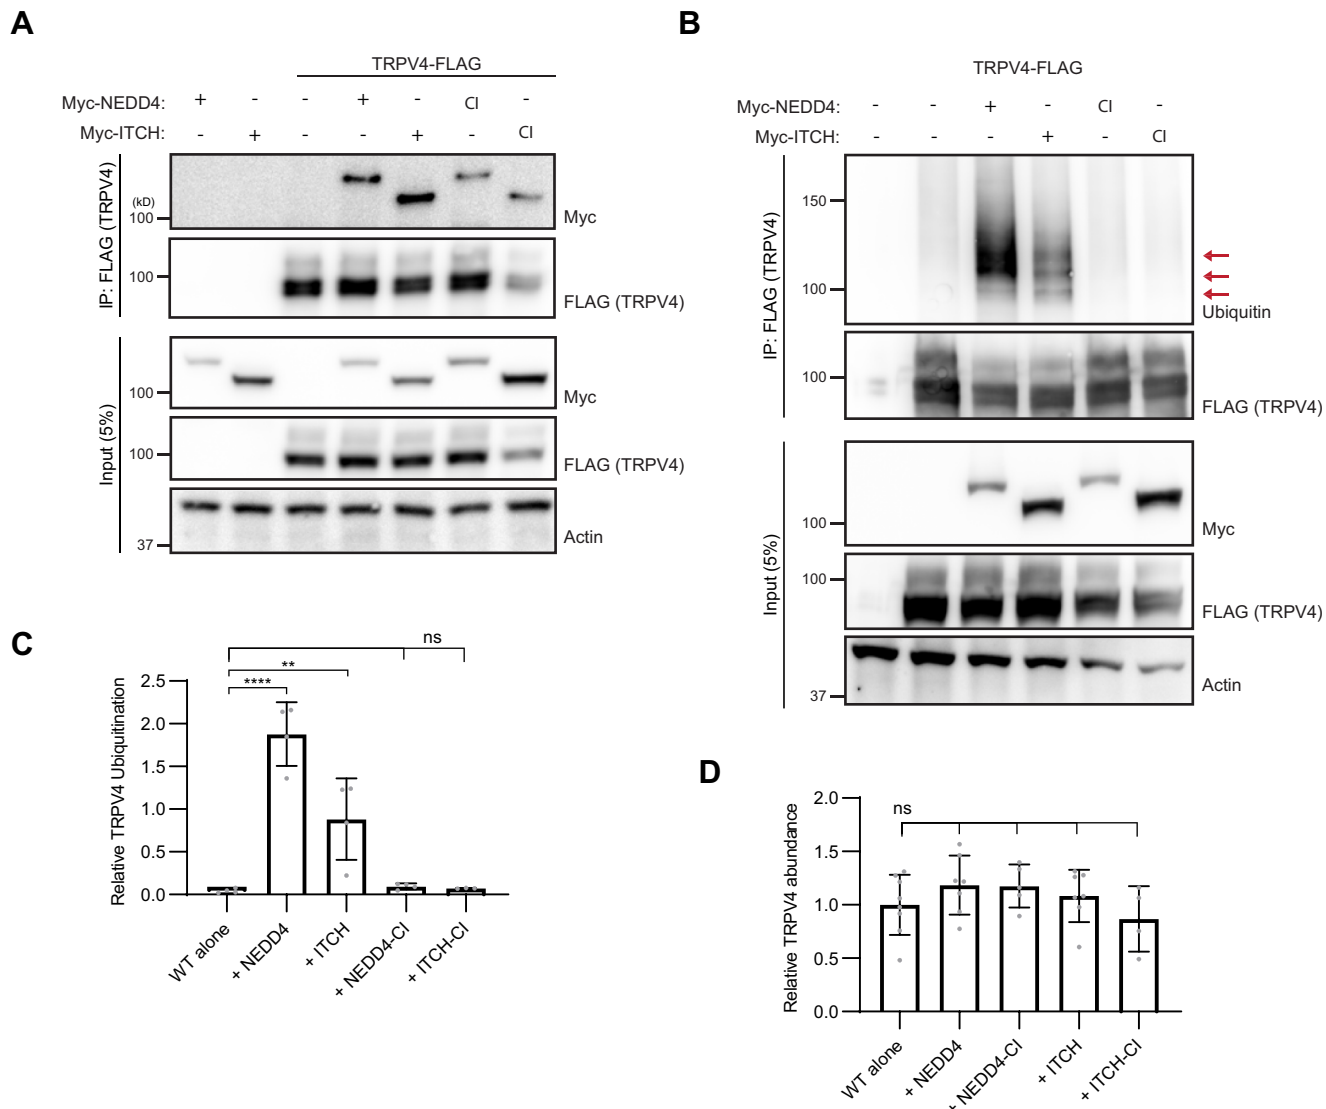 A
TRPV4-FLAG
Myc-NEDD4: + - - + - CI -
Myc-ITCH: - + - - + - CI
IP: FLAG (TRPV4)
(kD)
100
Myc
100
FLAG (TRPV4)
Input (5%)
100
Myc
100
FLAG (TRPV4)
37
Actin
B
TRPV4-FLAG
Myc-NEDD4: - - + - CI -
Myc-ITCH: - - - + - CI
IP: FLAG (TRPV4)
150
100
Ubiquitin
100
FLAG (TRPV4)
Input (5%)
100
Myc
100
FLAG (TRPV4)
37
Actin
C
ns
**
****
Relative TRPV4 Ubiquitination
2.5
2.0
1.5
1.0
0.5
0.0
WT alone
+ NEDD4
+ ITCH
+ NEDD4-CI
+ ITCH-CI
D
ns
Relative TRPV4 abundance
2.0
1.5
1.0
0.5
0.0
WT alone
+ NEDD4
+ NEDD4-CI
+ ITCH
+ ITCH-CI